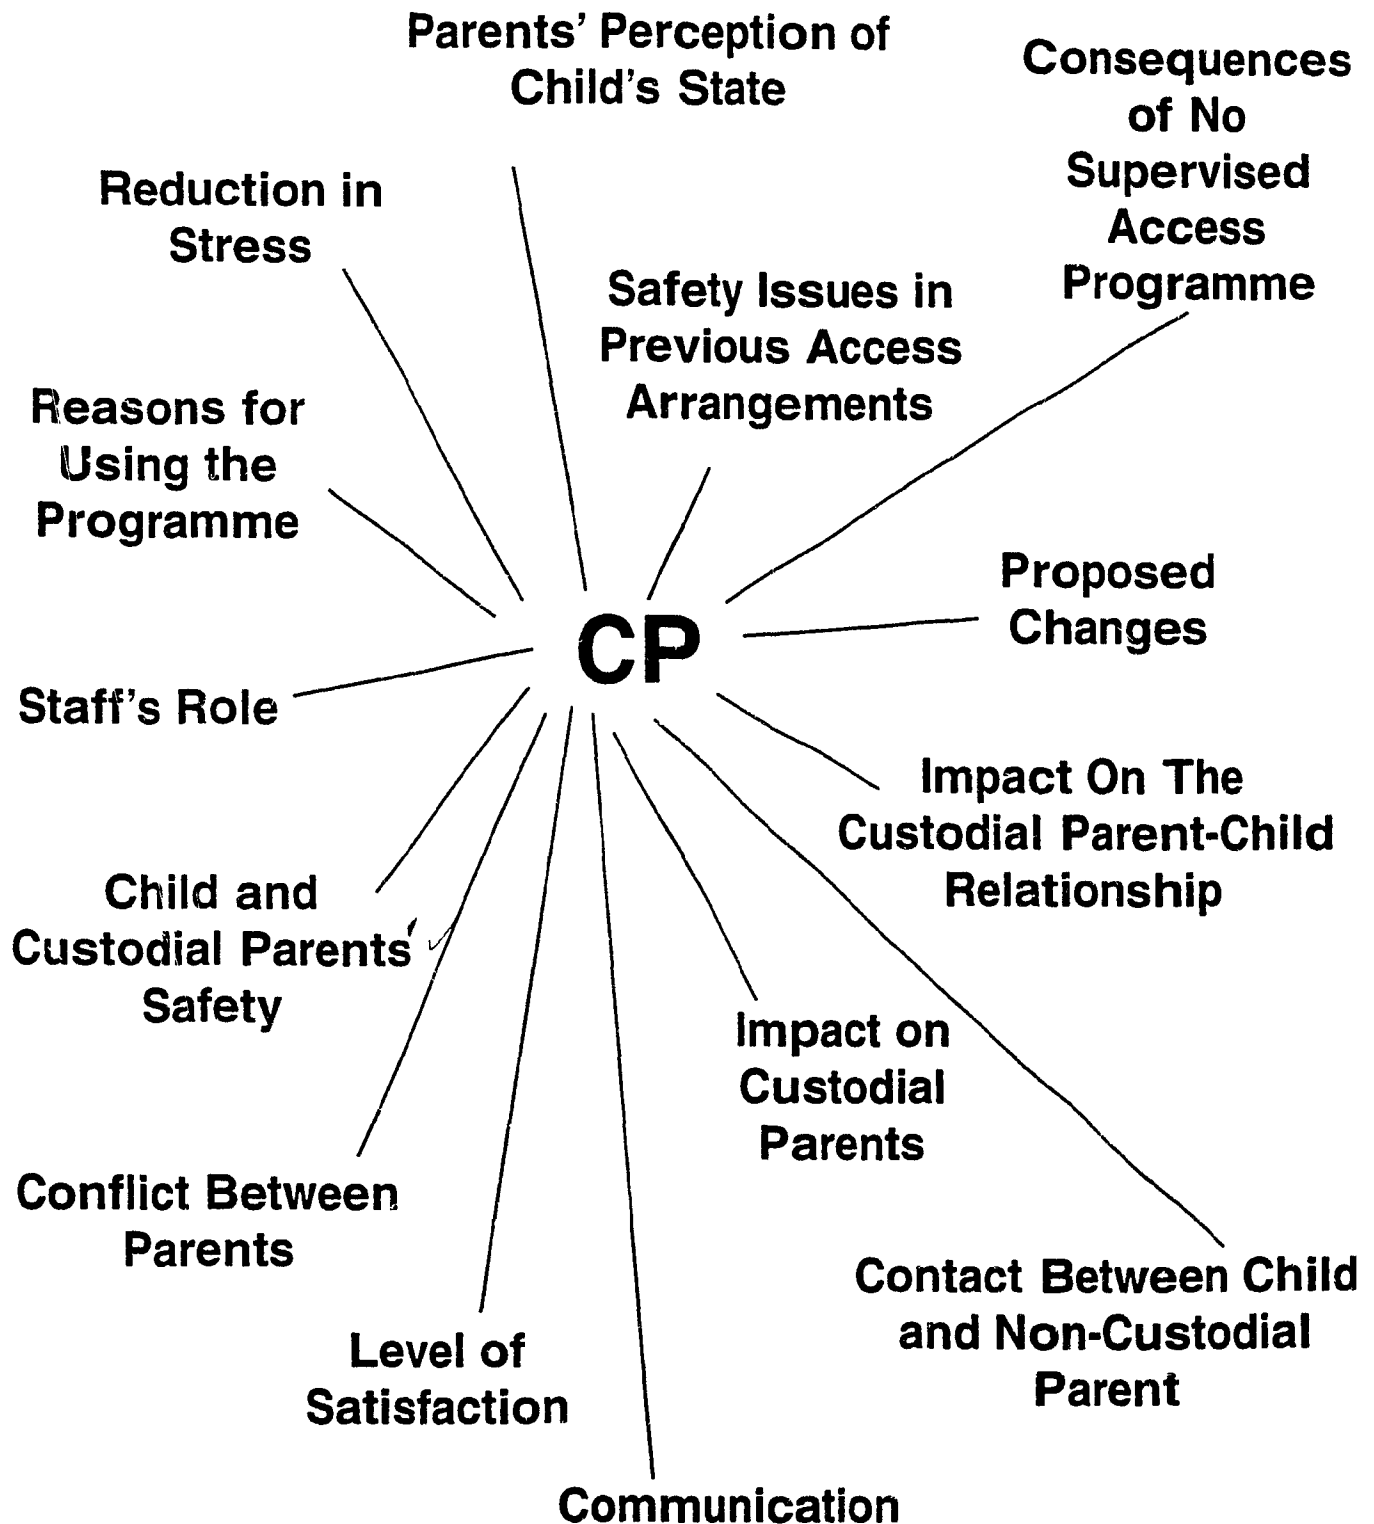 Parents' Perception of
Child's State
Consequences
of No
Supervised
Access
Programme
Reduction in
Stress
Safety Issues in
Previous Access
Arrangements
Reasons for
Using the
Programme
Proposed
Changes
CP
Staff's Role
Impact On The
Custodial Parent-Child
Relationship
Child and
Custodial Parents'
Safety
Impact on
Custodial
Parents
Conflict Between
Parents
Contact Between Child
and Non-Custodial
Parent
Level of
Satisfaction
Communication